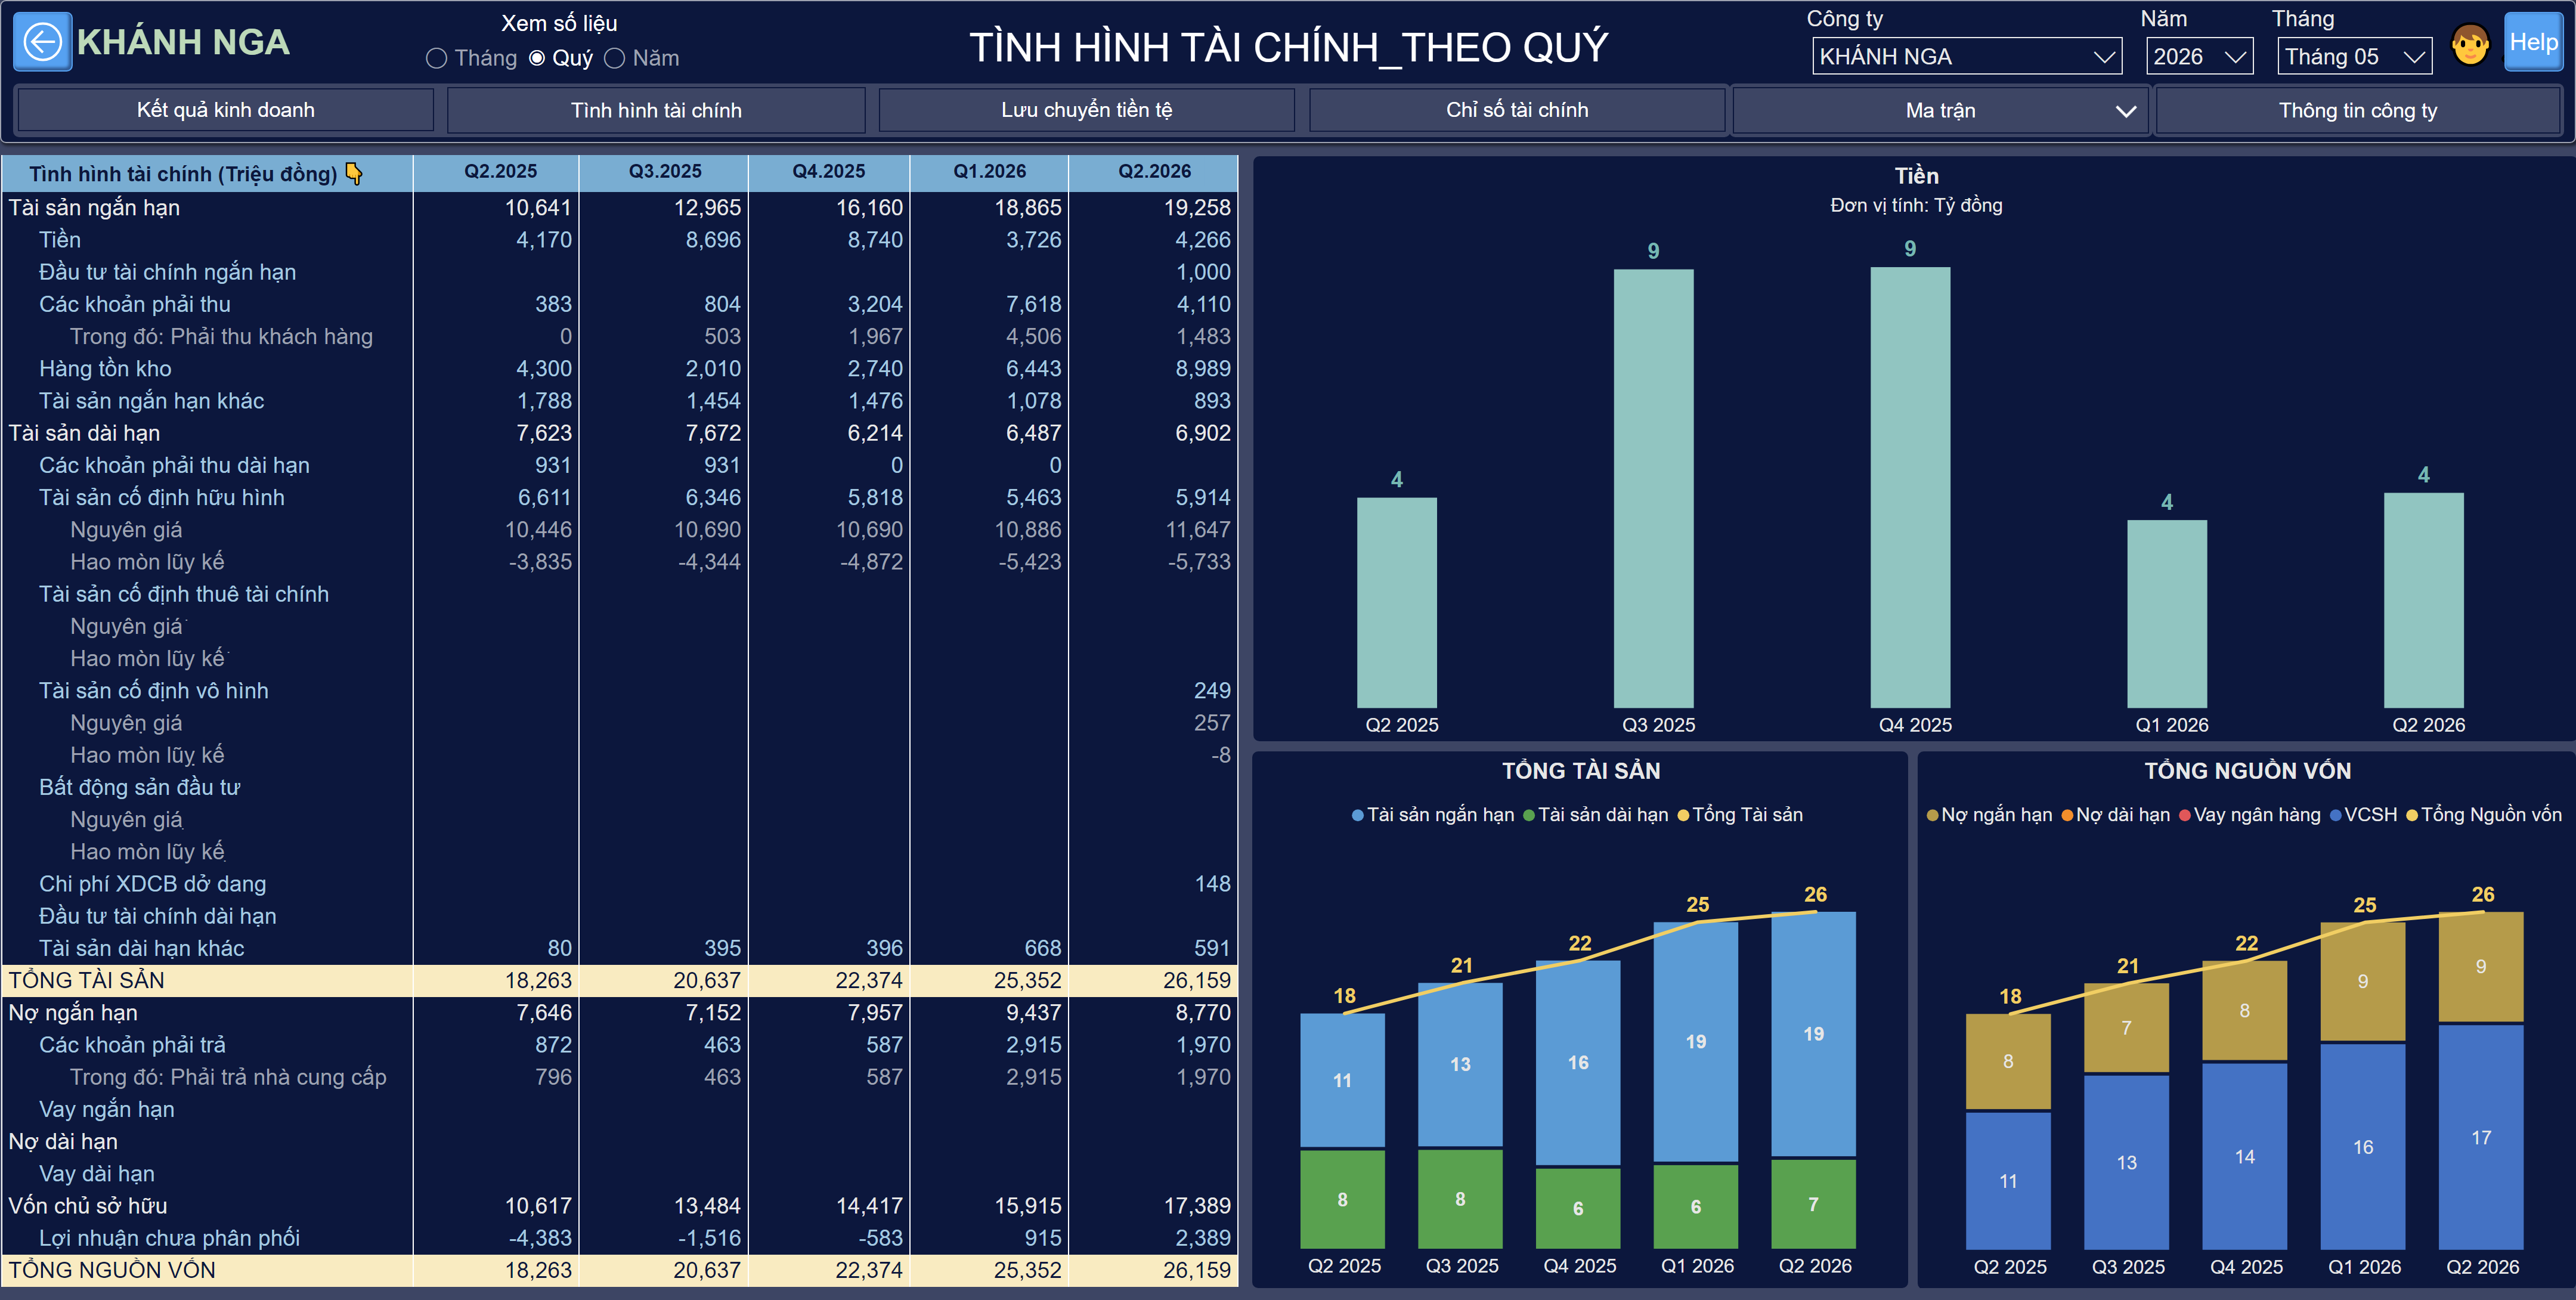 KHÁNH NGA
Xem số liệu
Tháng Quý Năm
TÌNH HÌNH TÀI CHÍNH_THEO QUÝ
Công ty
KHÁNH NGA
Năm
2026
Tháng
Tháng 05
Help
Kết quả kinh doanh
Tình hình tài chính
Lưu chuyển tiền tệ
Chỉ số tài chính
Ma trận
Thông tin công ty
Tình hình tài chính (Triệu đồng) Q2.2025 Q3.2025 Q4.2025 Q1.2026 Q2.2026
Tài sản ngắn hạn 10,641 12,965 16,160 18,865 19,258
Tiền 4,170 8,696 8,740 3,726 4,266
Đầu tư tài chính ngắn hạn 1,000
Các khoản phải thu 383 804 3,204 7,618 4,110
Trong đó: Phải thu khách hàng 0 503 1,967 4,506 1,483
Hàng tồn kho 4,300 2,010 2,740 6,443 8,989
Tài sản ngắn hạn khác 1,788 1,454 1,476 1,078 893
Tài sản dài hạn 7,623 7,672 6,214 6,487 6,902
Các khoản phải thu dài hạn 931 931 0 0
Tài sản cố định hữu hình 6,611 6,346 5,818 5,463 5,914
Nguyên giá 10,446 10,690 10,690 10,886 11,647
Hao mòn lũy kế -3,835 -4,344 -4,872 -5,423 -5,733
Tài sản cố định thuê tài chính
Nguyên giá
Hao mòn lũy kế
Tài sản cố định vô hình 249
Nguyên giá 257
Hao mòn lũy kế -8
Bất động sản đầu tư
Nguyên giá
Hao mòn lũy kế
Chi phí XDCB dở dang 148
Đầu tư tài chính dài hạn
Tài sản dài hạn khác 80 395 396 668 591
TỔNG TÀI SẢN 18,263 20,637 22,374 25,352 26,159
Nợ ngắn hạn 7,646 7,152 7,957 9,437 8,770
Các khoản phải trả 872 463 587 2,915 1,970
Trong đó: Phải trả nhà cung cấp 796 463 587 2,915 1,970
Vay ngắn hạn
Nợ dài hạn
Vay dài hạn
Vốn chủ sở hữu 10,617 13,484 14,417 15,915 17,389
Lợi nhuận chưa phân phối -4,383 -1,516 -583 915 2,389
TỔNG NGUỒN VỐN 18,263 20,637 22,374 25,352 26,159
Tiền
Đơn vị tính: Tỷ đồng
4 9 9 4 4
Q2 2025 Q3 2025 Q4 2025 Q1 2026 Q2 2026
TỔNG TÀI SẢN
Tài sản ngắn hạn Tài sản dài hạn Tổng Tài sản
18 21 22 25 26
11 13 16 19 19
8 8 6 6 7
Q2 2025 Q3 2025 Q4 2025 Q1 2026 Q2 2026
TỔNG NGUỒN VỐN
Nợ ngắn hạn Nợ dài hạn Vay ngân hàng VCSH Tổng Nguồn vốn
18 21 22 25 26
8 7 8 9 9
11 13 14 16 17
Q2 2025 Q3 2025 Q4 2025 Q1 2026 Q2 2026